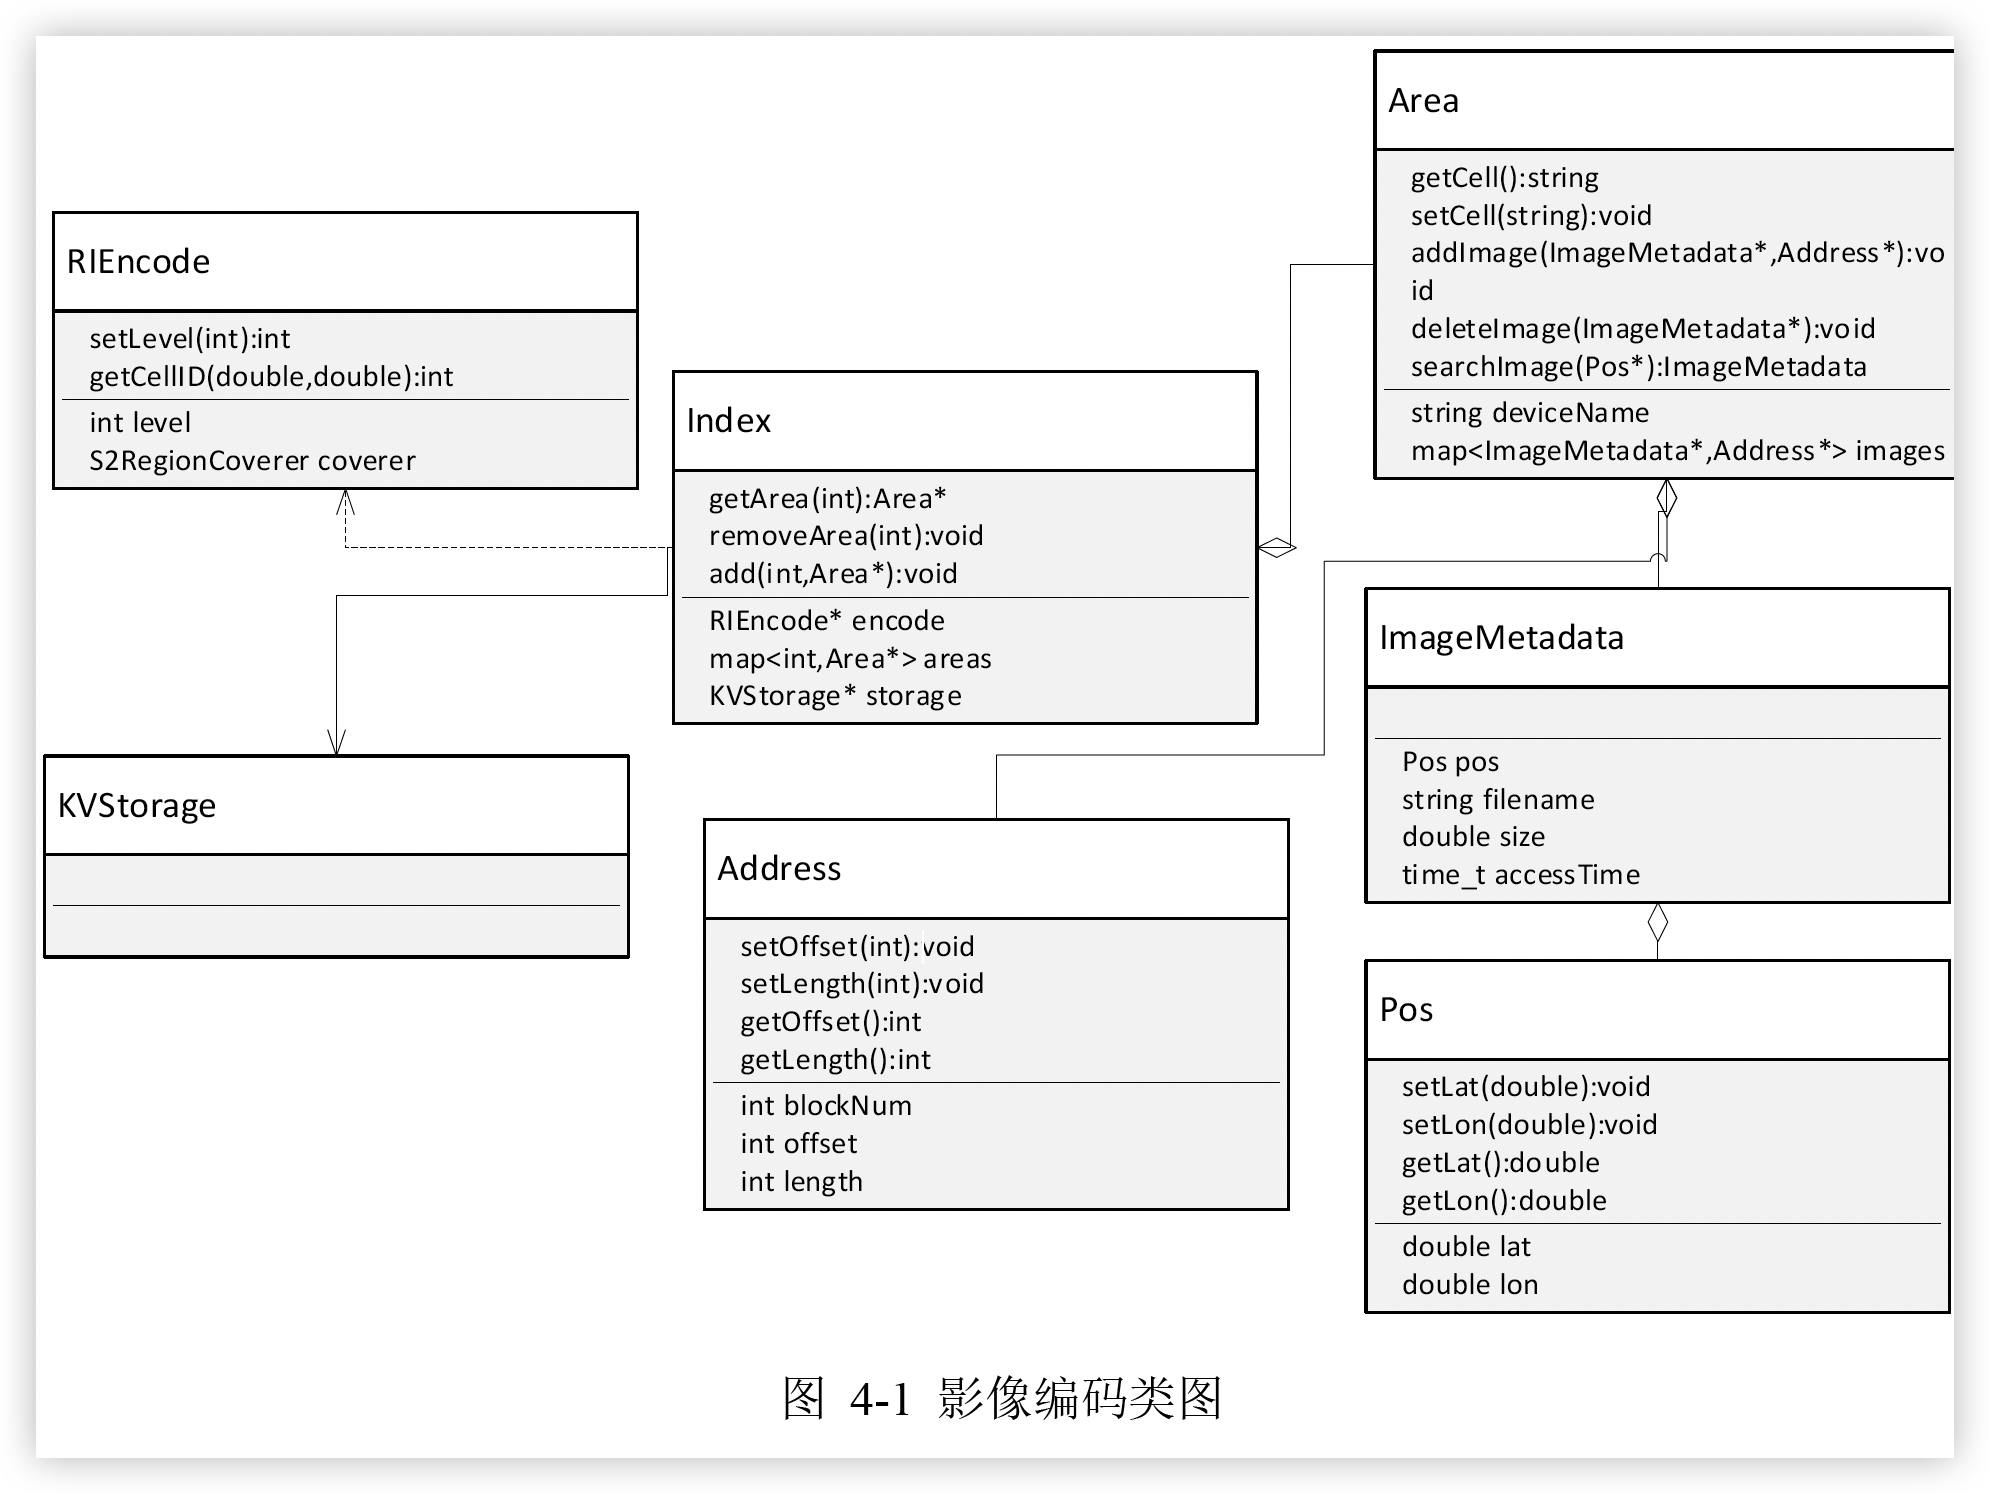 Area
getCell():string
setCell(string):void
addImage(ImageMetadata*,Address*):vo
id
deleteImage(ImageMetadata*):void
searchImage(Pos*):ImageMetadata
string deviceName
map<ImageMetadata*,Address*> images
RIEncode
setLevel(int):int
getCellID(double,double):int
int level
S2RegionCoverer coverer
Index
getArea(int):Area*
removeArea(int):void
add(int,Area*):void
RIEncode* encode
map<int,Area*> areas
KVStorage* storage
ImageMetadata
Pos pos
string filename
double size
time_t accessTime
KVStorage
Address
setOffset(int):void
setLength(int):void
getOffset():int
getLength():int
int blockNum
int offset
int length
Pos
setLat(double):void
setLon(double):void
getLat():double
getLon():double
double lat
double lon
图 4-1 影像编码类图